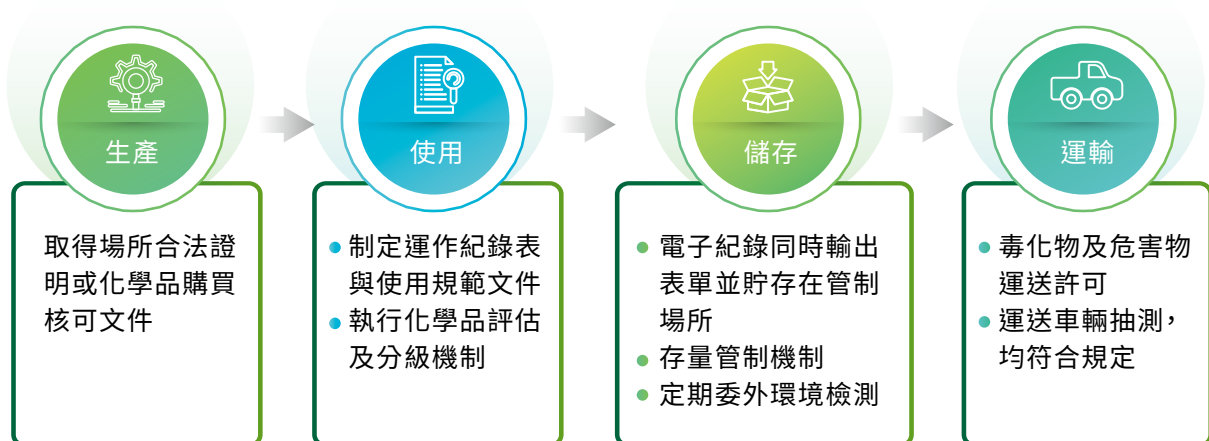 生產
取得場所合法證
明或化學品購買
核可文件
使用
制定運作紀錄表
與使用規範文件
執行化學品評估
及分級機制
儲存
電子紀錄同時輸出
表單並貯存在管制
場所
存量管制機制
定期委外環境檢測
運輸
毒化物及危害物
運送許可
運送車輛抽測，
均符合規定